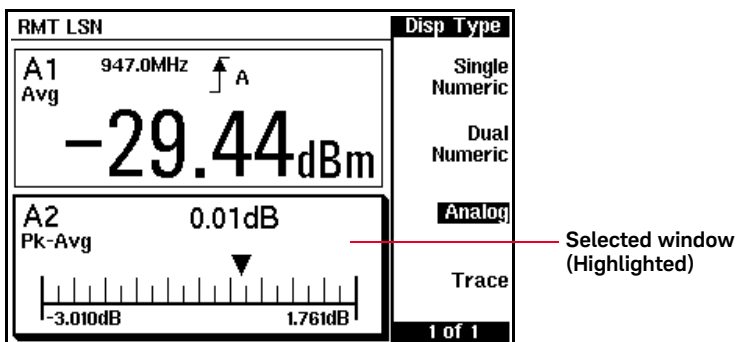 RMT LSN
Disp Type
A1
947.0MHz
A
Avg
-29.44dBm
A2
0.01dB
Pk-Avg
-3.010dB
1.761dB
Single
Numeric
Dual
Numeric
Analog
Trace
1 of 1
Selected window
(Highlighted)